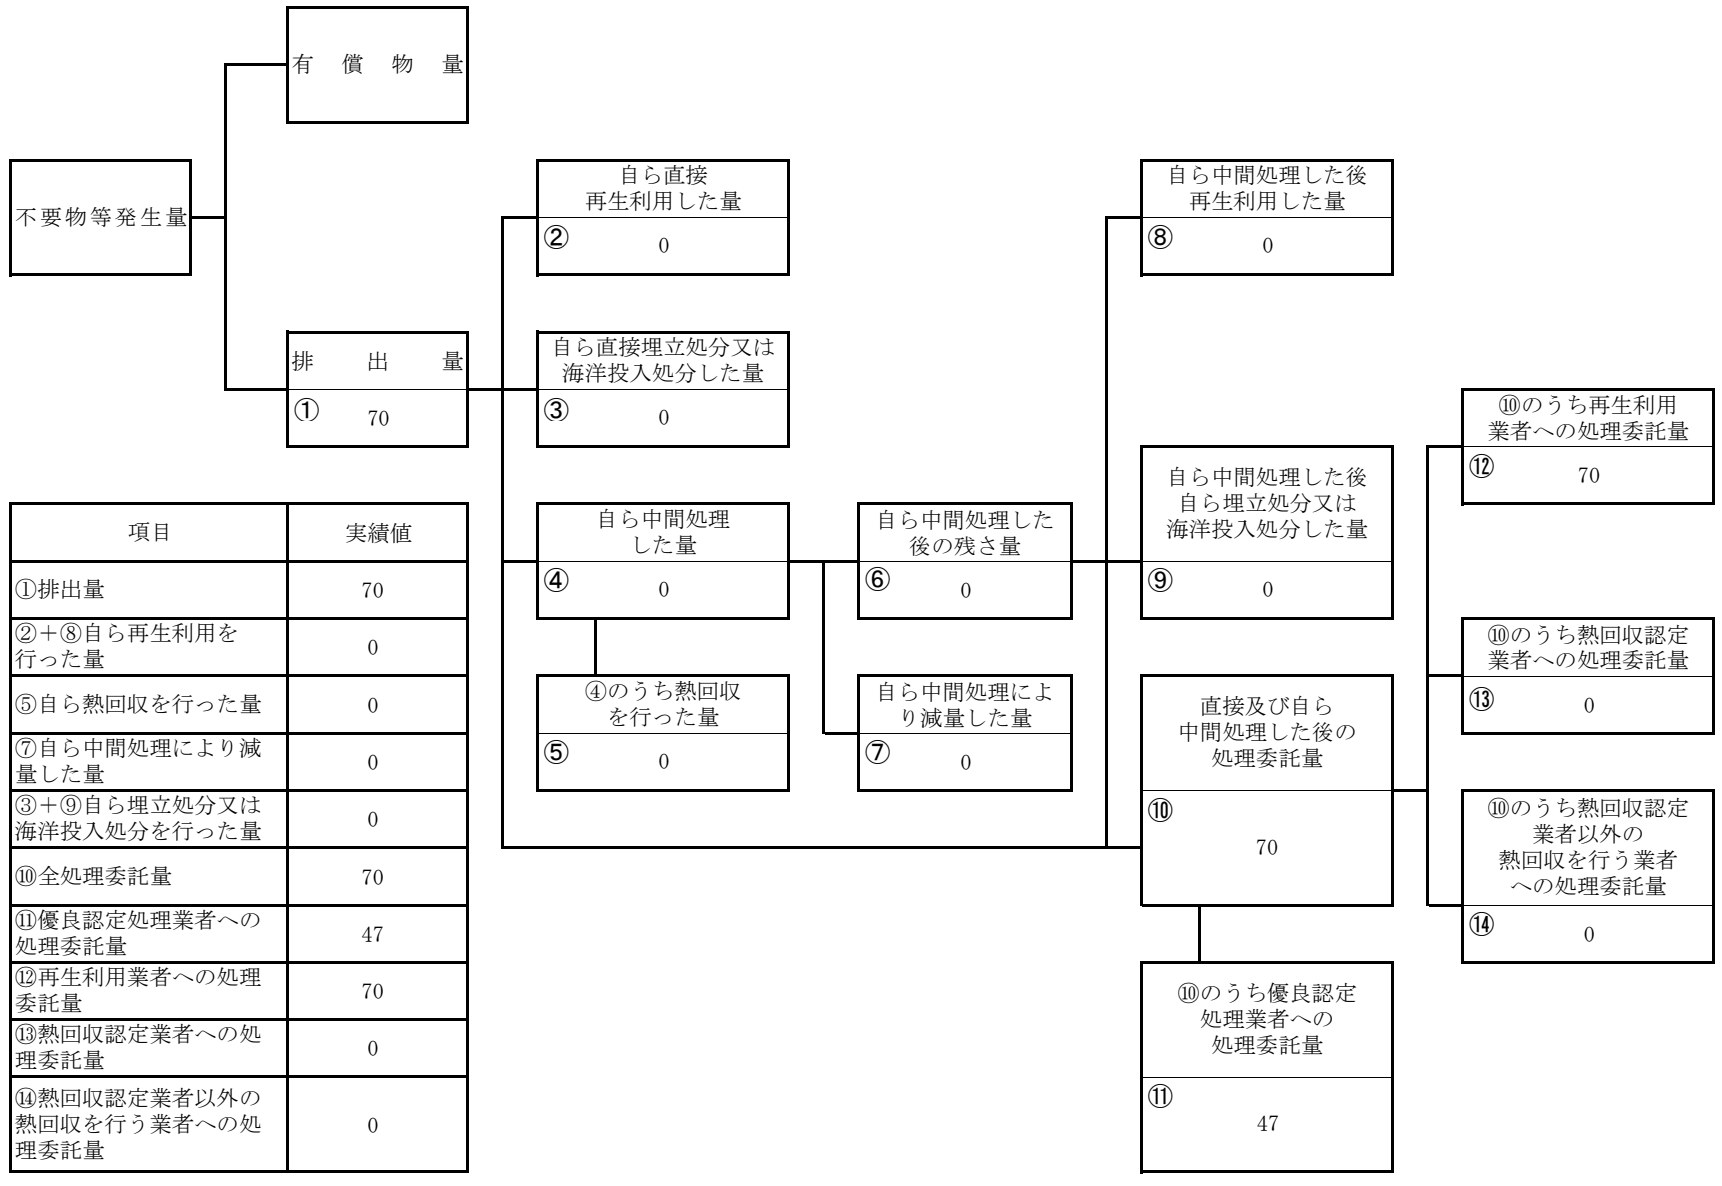 有償物量
不要物等発生量
排出量
①
70
自ら直接
再生利用した量
②
0
自ら直接埋立処分又は
海洋投入処分した量
③
0
自ら中間処理
した量
④
0
④のうち熱回収
を行った量
⑤
0
自ら中間処理した
後の残さ量
⑥
0
自ら中間処理によ
り減量した量
⑦
0
自ら中間処理した後
再生利用した量
⑧
0
自ら中間処理した後
自ら埋立処分又は
海洋投入処分した量
⑨
0
直接及び自ら
中間処理した後の
処理委託量
⑩
70
⑩のうち優良認定
処理業者への
処理委託量
⑪
47
⑩のうち再生利用
業者への処理委託量
⑫
70
⑩のうち熱回収認定
業者への処理委託量
⑬
0
⑩のうち熱回収認定
業者以外の
熱回収を行う業者
への処理委託量
⑭
0
項目 実績値
①排出量 70
②＋⑧自ら再生利用を
行った量
0
⑤自ら熱回収を行った量 0
⑦自ら中間処理により減
量した量
0
③＋⑨自ら埋立処分又は
海洋投入処分を行った量
0
⑩全処理委託量 70
⑪優良認定処理業者への
処理委託量
47
⑫再生利用業者への処理
委託量
70
⑬熱回収認定業者への処
理委託量
0
⑭熱回収認定業者以外の
熱回収を行う業者への処
理委託量
0